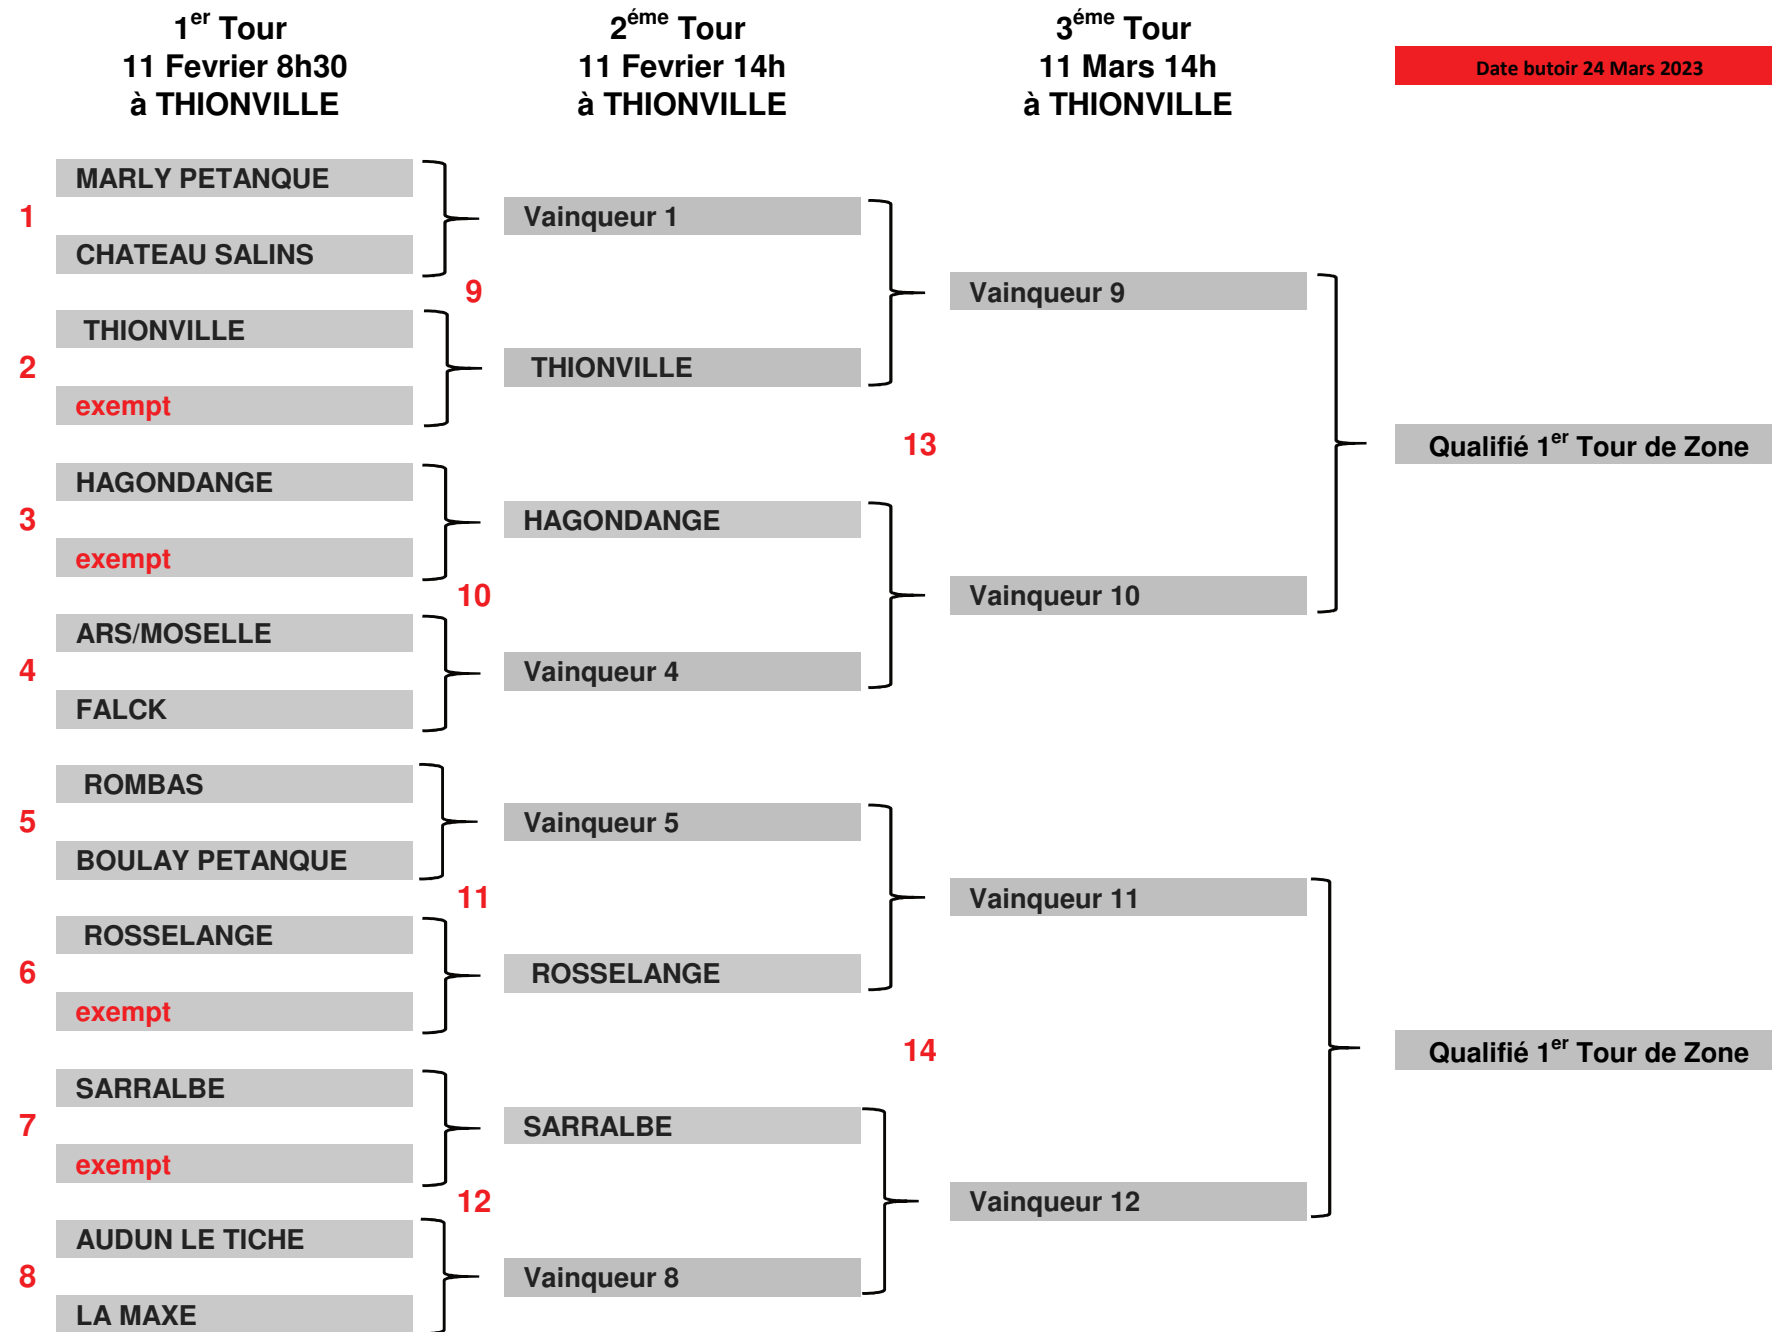 1er Tour
11 Fevrier 8h30
à THIONVILLE
2éme Tour
11 Fevrier 14h
à THIONVILLE
3éme Tour
11 Mars 14h
à THIONVILLE
Date butoir 24 Mars 2023
MARLY PETANQUE
1
CHATEAU SALINS
THIONVILLE
2
exempt
HAGONDANGE
3
exempt
ARS/MOSELLE
4
FALCK
ROMBAS
5
BOULAY PETANQUE
ROSSELANGE
6
exempt
SARRALBE
7
exempt
AUDUN LE TICHE
8
LA MAXE
Vainqueur 1
9
THIONVILLE
HAGONDANGE
10
Vainqueur 4
Vainqueur 5
11
ROSSELANGE
SARRALBE
12
Vainqueur 8
Vainqueur 9
13
Vainqueur 10
Vainqueur 11
14
Vainqueur 12
Qualifié 1er Tour de Zone
Qualifié 1er Tour de Zone